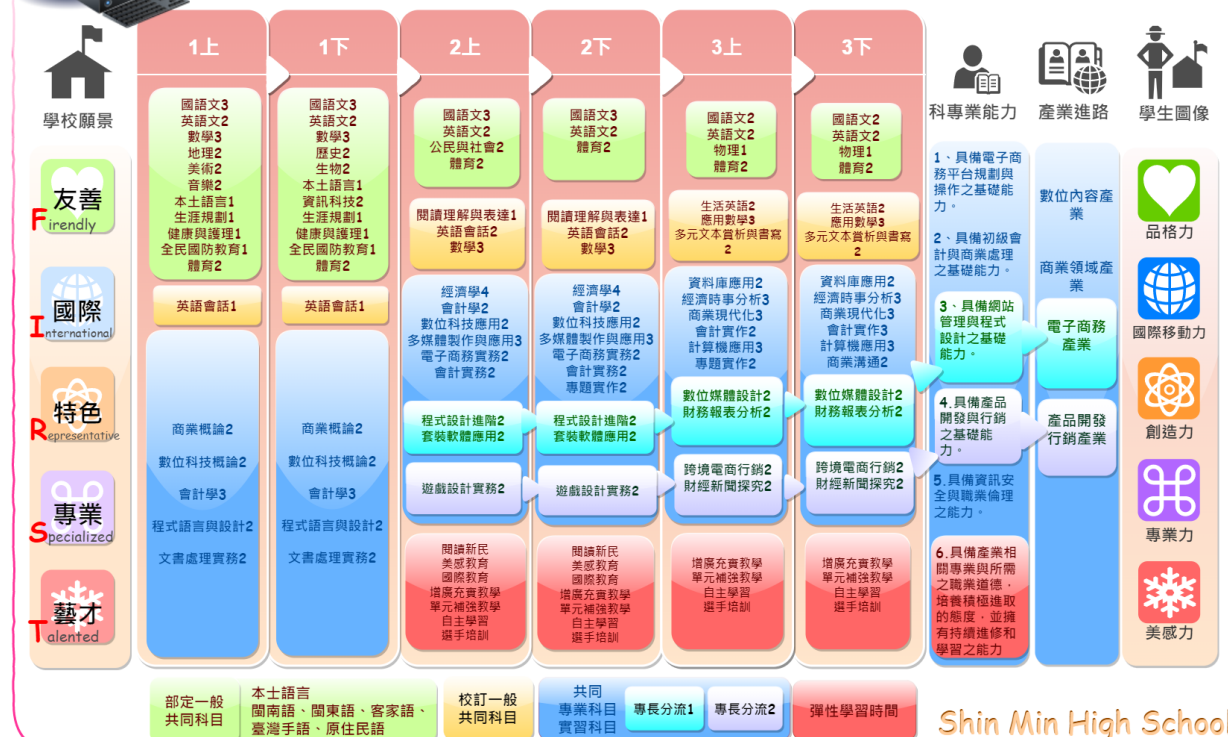 1上
1下
2上
2下
3上
3下
學校願景
科專業能力
產業進路
學生圖像
友善
Firendly
國際
International
特色
Representative
專業
Specialized
藝才
Talented
國語文3
英語文2
數學3
地理2
美術2
音樂2
本土語言1
生涯規劃1
健康與護理1
全民國防教育1
體育2
英語會話1
商業概論2
數位科技概論2
會計學3
程式語言與設計2
文書處理實務2
國語文3
英語文2
數學3
歷史2
生物2
本土語言1
資訊科技2
生涯規劃1
健康與護理1
全民國防教育1
體育2
英語會話1
商業概論2
數位科技概論2
會計學3
程式語言與設計2
文書處理實務2
國語文3
英語文2
公民與社會2
體育2
閱讀理解與表達1
英語會話2
數學3
經濟學4
會計學2
數位科技應用2
多媒體製作與應用3
電子商務實務2
會計實務2
程式設計進階2
套裝軟體應用2
遊戲設計實務2
閱讀新民
美感教育
國際教育
增廣充實教學
單元補強教學
自主學習
選手培訓
國語文3
英語文2
體育2
閱讀理解與表達1
英語會話2
數學3
經濟學4
會計學2
數位科技應用2
多媒體製作與應用3
電子商務實務2
會計實務2
專題實作2
程式設計進階2
套裝軟體應用2
遊戲設計實務2
閱讀新民
美感教育
國際教育
增廣充實教學
單元補強教學
自主學習
選手培訓
國語文2
英語文2
物理1
體育2
生活英語2
應用數學3
多元文本賞析與書寫
2
資料庫應用2
經濟時事分析3
商業現代化3
會計實作3
計算機應用3
專題實作2
數位媒體設計2
財務報表分析2
跨境電商行銷2
財經新聞探究2
增廣充實教學
單元補強教學
自主學習
選手培訓
國語文2
英語文2
物理1
體育2
生活英語2
應用數學3
多元文本賞析與書寫
2
資料庫應用2
經濟時事分析3
商業現代化3
會計實作3
計算機應用3
商業溝通2
數位媒體設計2
財務報表分析2
跨境電商行銷2
財經新聞探究2
增廣充實教學
單元補強教學
自主學習
選手培訓
1、具備電子商
務平台規劃與
操作之基礎能
力。
2、具備初級會
計與商業處理
之基礎能力。
3、具備網站
管理與程式
設計之基礎
能力。
4.具備產品
開發與行銷
之基礎能
力。
5.具備資訊安
全與職業倫理
之能力。
6.具備產業相
關專業與所需
之職業道德,
培養積極進取
的態度,並擁
有持續進修和
學習之能力
數位內容產
業
商業領域產
業
電子商務
產業
產品開發
行銷產業
品格力
國際移動力
創造力
專業力
美感力
部定一般
共同科目
本土語言
閩南語、閩東語、客家語、
臺灣手語、原住民語
校訂一般
共同科目
共同
專業科目
實習科目
專長分流1
專長分流2
彈性學習時間
Shin Min High School